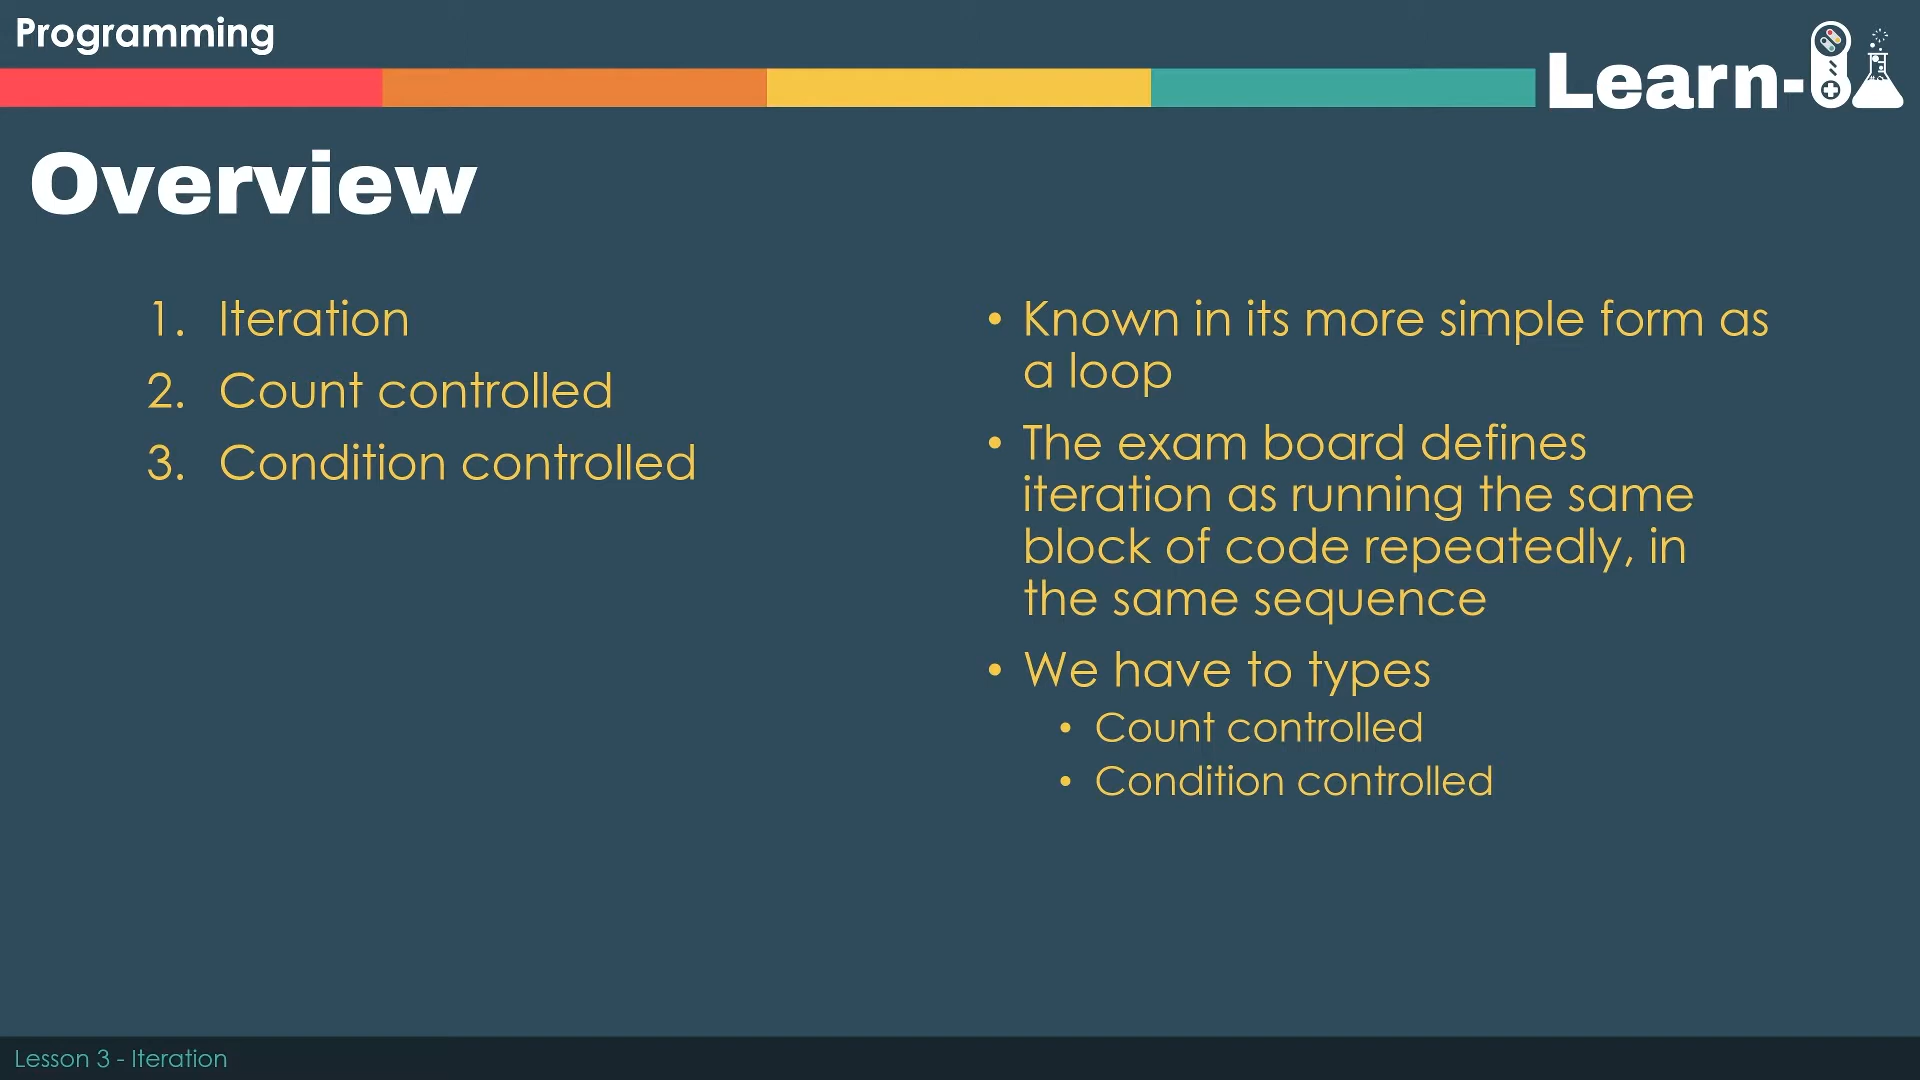 Programming
Learn-
Overview
1. Iteration
2. Count controlled
3. Condition controlled
• Known in its more simple form as
a loop
• The exam board defines
iteration as running the same
block of code repeatedly, in
the same sequence
• We have to types
• Count controlled
• Condition controlled
Lesson 3 - Iteration